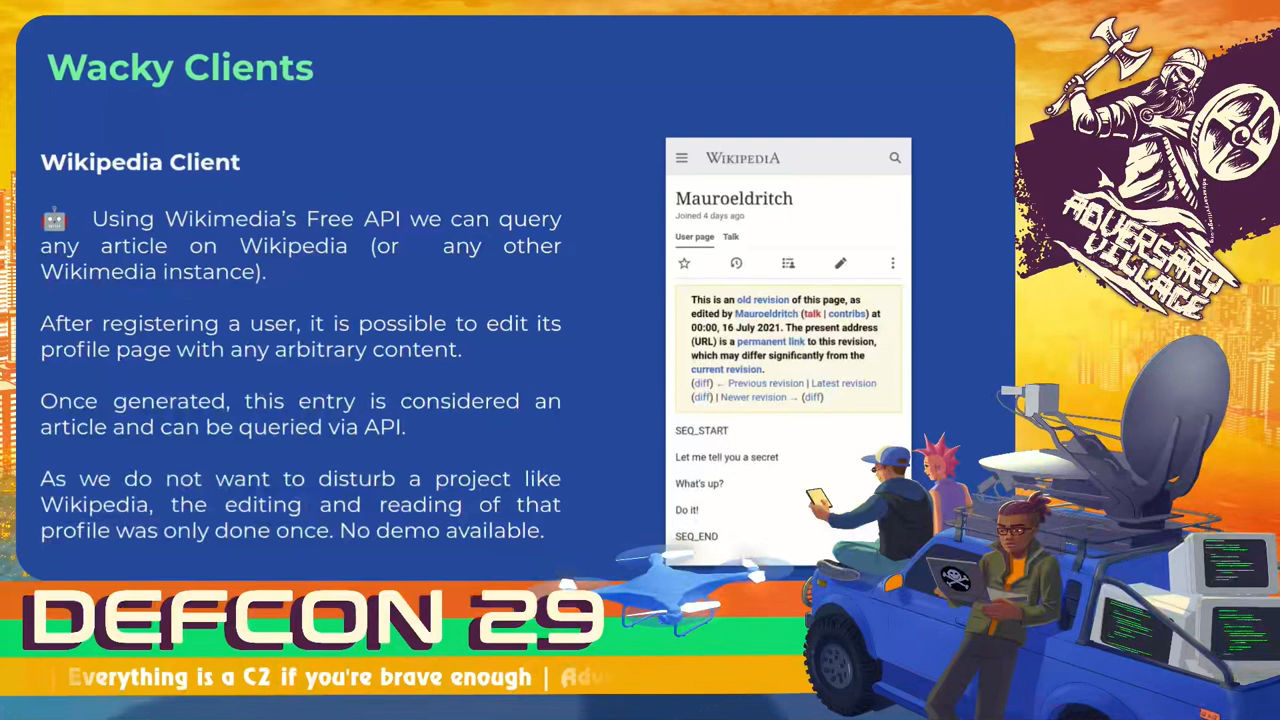 Wacky Clients
Wikipedia Client
🤖 Using Wikimedia's Free API we can query
any article on Wikipedia (or any other
Wikimedia instance).
After registering a user, it is possible to edit its
profile page with any arbitrary content.
Once generated, this entry is considered an
article and can be queried via API.
As we do not want to disturb a project like
Wikipedia, the editing and reading of that
profile was only done once. No demo available.
WIKIPEDIA
Mauroeldritch
Joined 4 days ago
User page Talk
This is an old revision of this page, as
edited by Mauroeldritch (talk | contribs) at
00:00, 16 July 2021. The present address
(URL) is a permanent link to this revision,
which may differ significantly from the
current revision.
(diff) ← Previous revision | Latest revision
(diff) | Newer revision → (diff)
SEQ_START
Let me tell you a secret
What's up?
Do it!
SEQ_END
ADVERSARY
VILLAGE
DEFCON 29
| Everything is a C2 if you're brave enough |